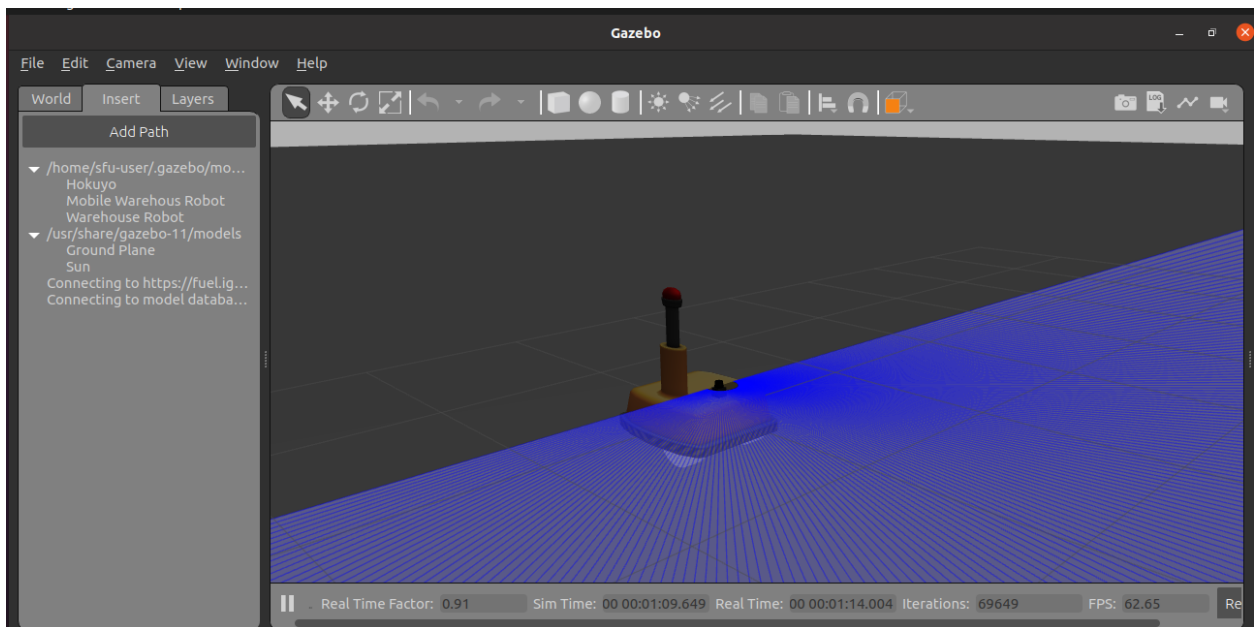 Gazebo
File Edit Camera View Window Help
World Insert Layers
LOG
Add Path
/home/sfu-user/.gazebo/mo...
Hokuyo
Mobile Warehous Robot
Warehouse Robot
/usr/share/gazebo-11/models
Ground Plane
Sun
Connecting to https://fuel.ig...
Connecting to model databa...
Real Time Factor: 0.91 Sim Time: 00 00:01:09.649 Real Time: 00 00:01:14.004 Iterations: 69649 FPS: 62.65 Re